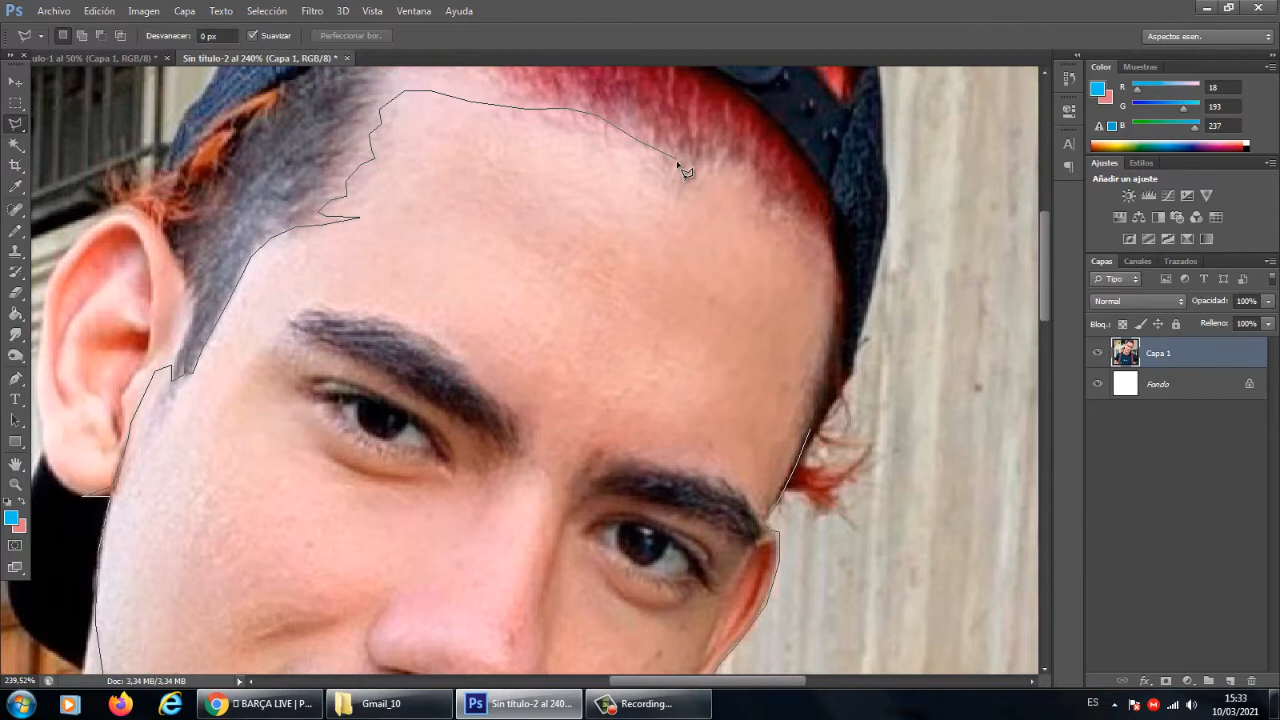 Ps Archivo Edición Imagen Capa Texto Selección Filtro 3D Vista Ventana Ayuda
Desvanecer: 0 px Suavizar Perfeccionar bor. Aspectos esen.
ulo-1 al 50% (Capa 1, RGB/8) * × Sin título-2 al 240% (Capa 1, RGB/8) * ×
Color Muestras
R 18
G 193
B 237
Ajustes Estilos
Añadir un ajuste
Capas Canales Trazados
Tipo
Normal Opacidad: 100%
Bloq.: Relleno: 100%
Capa 1
Fondo
239,52% Doc: 3,34 MB/3,34 MB
BARÇA LIVE | P... Gmail_10 Ps Sin título-2 al 240... Recording... ES 15:33
10/03/2021